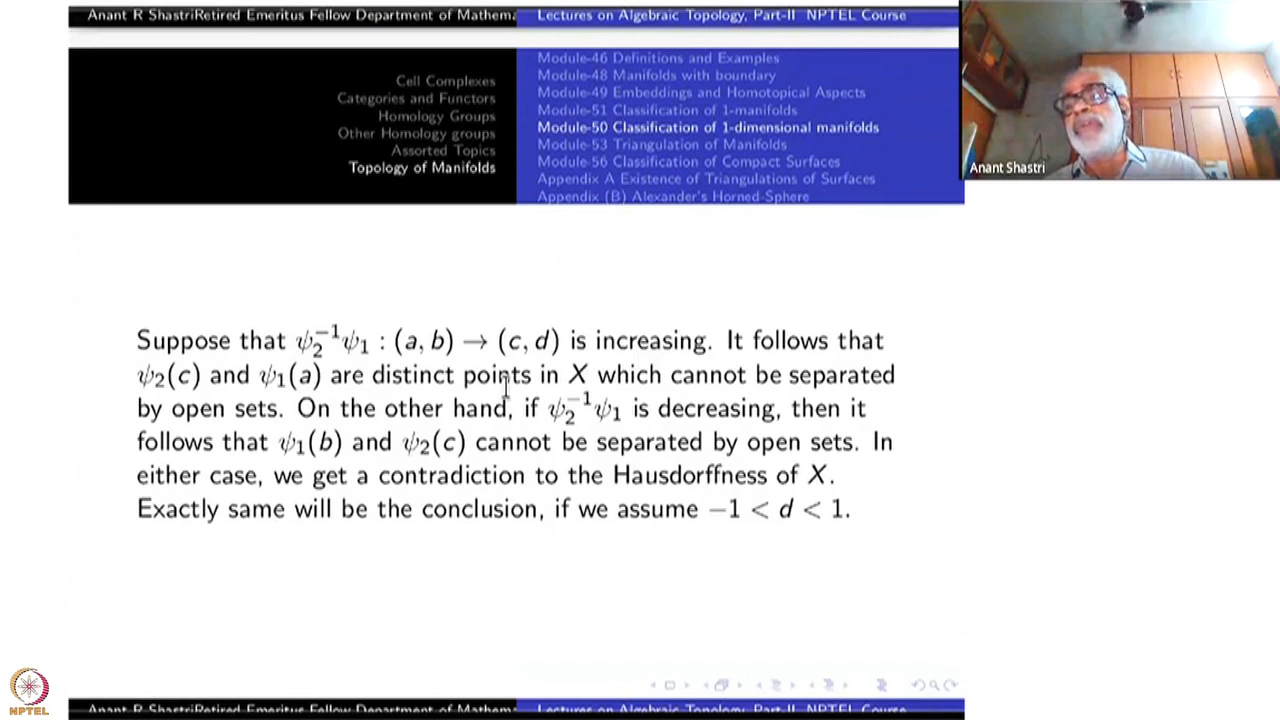 Anant R ShastriRetired Emeritus Fellow Department of Mathema
Lectures on Algebraic Topology, Part-II NPTEL Course
Cell Complexes
Categories and Functors
Homology Groups
Other Homology groups
Assorted Topics
Topology of Manifolds
Module-46 Definitions and Examples
Module-48 Manifolds with boundary
Module-49 Embeddings and Homotopical Aspects
Module-51 Classification of 1-manifolds
Module-50 Classification of 1-dimensional manifolds
Module-53 Triangulation of Manifolds
Module-56 Classification of Compact Surfaces
Appendix A Existence of Triangulations of Surfaces
Appendix (B) Alexander's Horned Sphere
Anant Shastri
Suppose that ψ₂⁻¹ψ₁ : (a, b) → (c, d) is increasing. It follows that
ψ₂(c) and ψ₁(a) are distinct points in X which cannot be separated
by open sets. On the other hand, if ψ₂⁻¹ψ₁ is decreasing, then it
follows that ψ₁(b) and ψ₂(c) cannot be separated by open sets. In
either case, we get a contradiction to the Hausdorffness of X.
Exactly same will be the conclusion, if we assume −1 < d < 1.
NPTEL
Anant R ShastriRetired Emeritus Fellow Department of Mathema
Lectures on Algebraic Topology, Part-II NPTEL Course